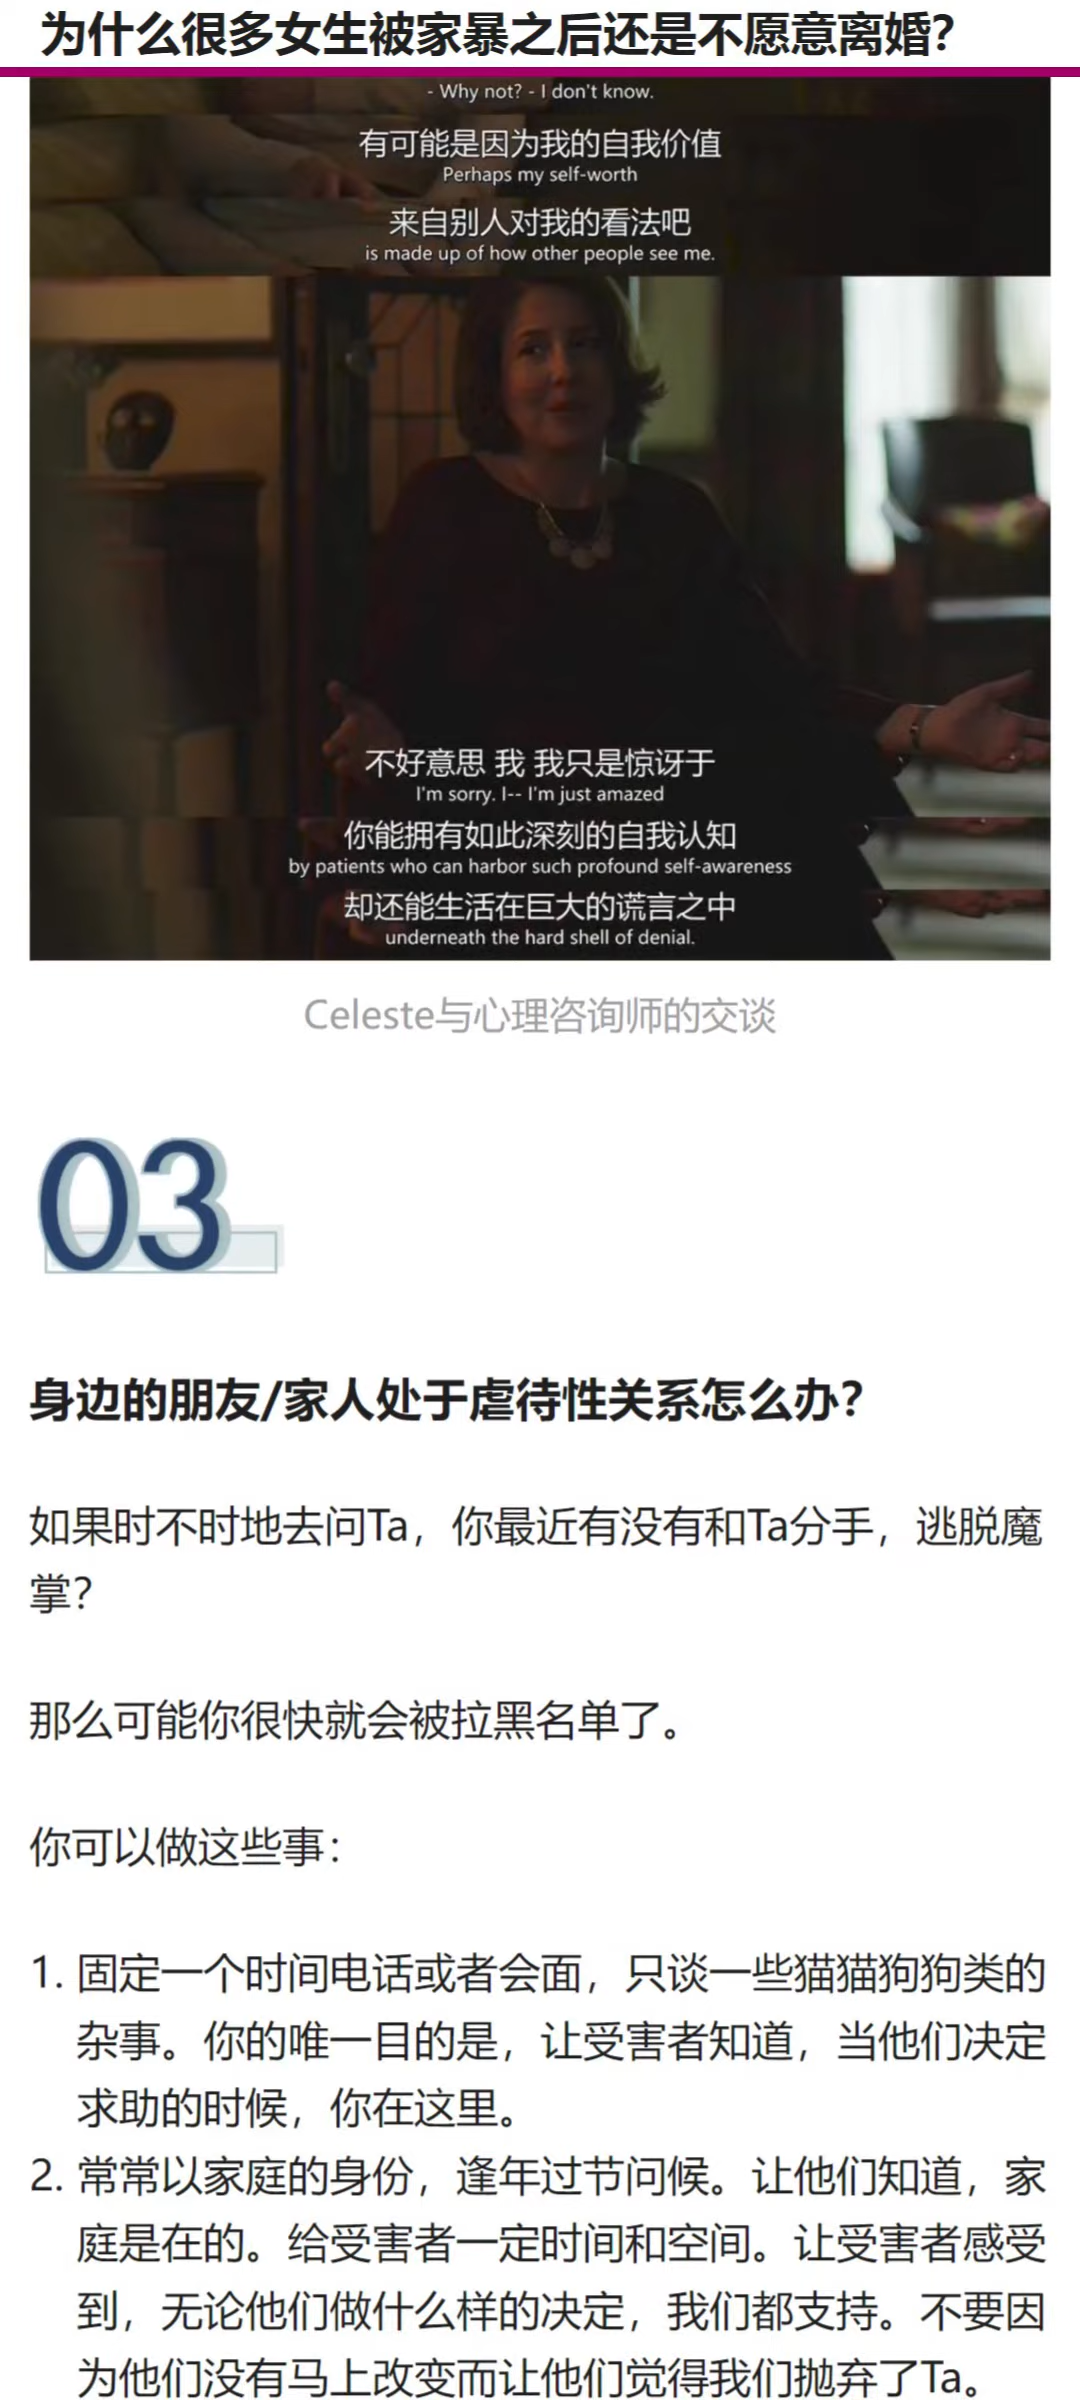 为什么很多女生被家暴之后还是不愿意离婚?
- Why not? - I don't know.
有可能是因为我的自我价值
Perhaps my self-worth
来自别人对我的看法吧
is made up of how other people see me.
不好意思 我 我只是惊讶于
I'm sorry. I-- I'm just amazed
你能拥有如此深刻的自我认知
by patients who can harbor such profound self-awareness
却还能生活在巨大的谎言之中
underneath the hard shell of denial.
Celeste与心理咨询师的交谈
03
身边的朋友/家人处于虐待性关系怎么办?
如果时不时地去问Ta，你最近有没有和Ta分手，逃脱魔
掌?
那么可能你很快就会被拉黑名单了。
你可以做这些事：
1. 固定一个时间电话或者会面，只谈一些猫猫狗狗类的
杂事。你的唯一目的是，让受害者知道，当他们决定
求助的时候，你在这里。
2. 常常以家庭的身份，逢年过节问候。让他们知道，家
庭是在的。给受害者一定时间和空间。让受害者感受
到，无论他们做什么样的决定，我们都支持。不要因
为他们没有马上改变而让他们觉得我们抛弃了Ta。